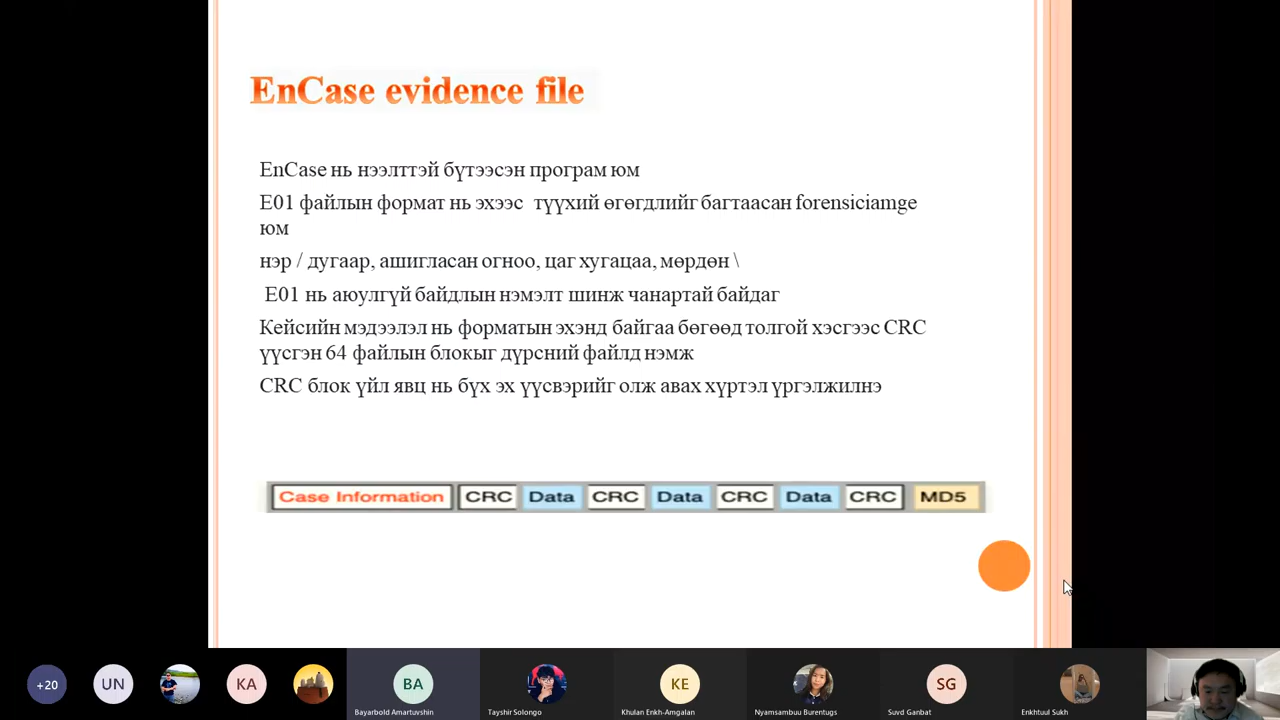 EnCase evidence file
EnCase нь нээлттэй бүтээсэн програм юм
E01 файлын формат нь эхээс түүхий өгөгдлийг багтаасан forensiciamge
юм
нэр / дугаар, ашигласан огноо, цаг хугацаа, мөрдөн \
E01 нь аюулгүй байдлын нэмэлт шинж чанартай байдаг
Кейсийн мэдээлэл нь форматын эхэнд байгаа бөгөөд толгой хэсгээс CRC
үүсгэн 64 файлын блокыг дүрсний файлд нэмж
CRC блок үйл явц нь бүх эх үүсвэрийг олж авах хүртэл үргэлжилнэ
Case Information CRC Data CRC Data CRC Data CRC MD5
+20 UN KA BA KE SG
Bayarbold Amartuvshin Tayshir Solongo Khulan Enkh-Amgalan Nyamsambuu Burentugs Suvd Ganbat Enkhtuul Sukh